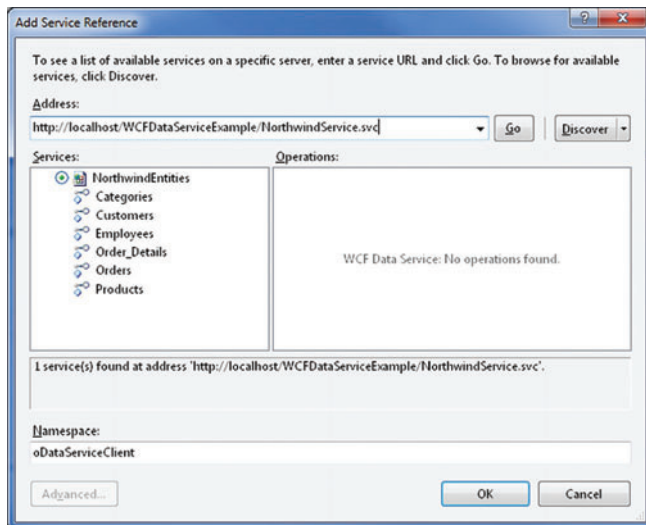 Add Service Reference
To see a list of available services on a specific server, enter a service URL and click Go. To browse for available
services, click Discover.
Address:
http://localhost/WCFDataServiceExample/NorthwindService.svc
Go
Discover
Services:
Operations:
NorthwindEntities
Categories
Customers
Employees
Order_Details
Orders
Products
WCF Data Service: No operations found.
1 service(s) found at address 'http://localhost/WCFDataServiceExample/NorthwindService.svc'.
Namespace:
oDataServiceClient
Advanced...
OK
Cancel